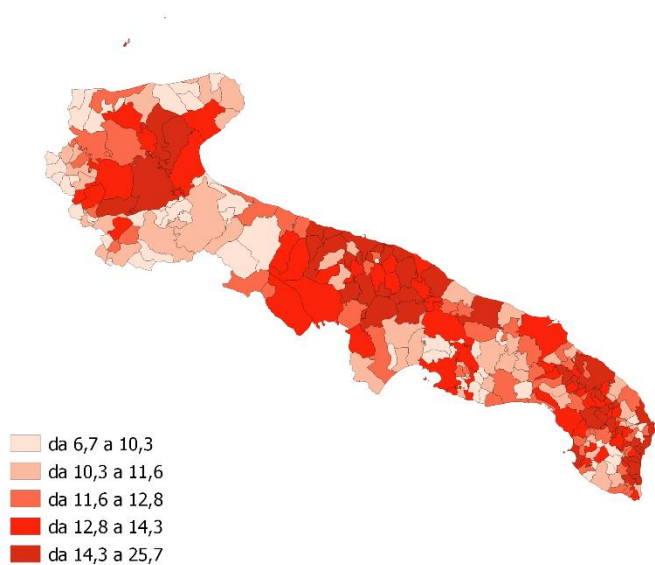 da 6,7 a 10,3
da 10,3 a 11,6
da 11,6 a 12,8
da 12,8 a 14,3
da 14,3 a 25,7